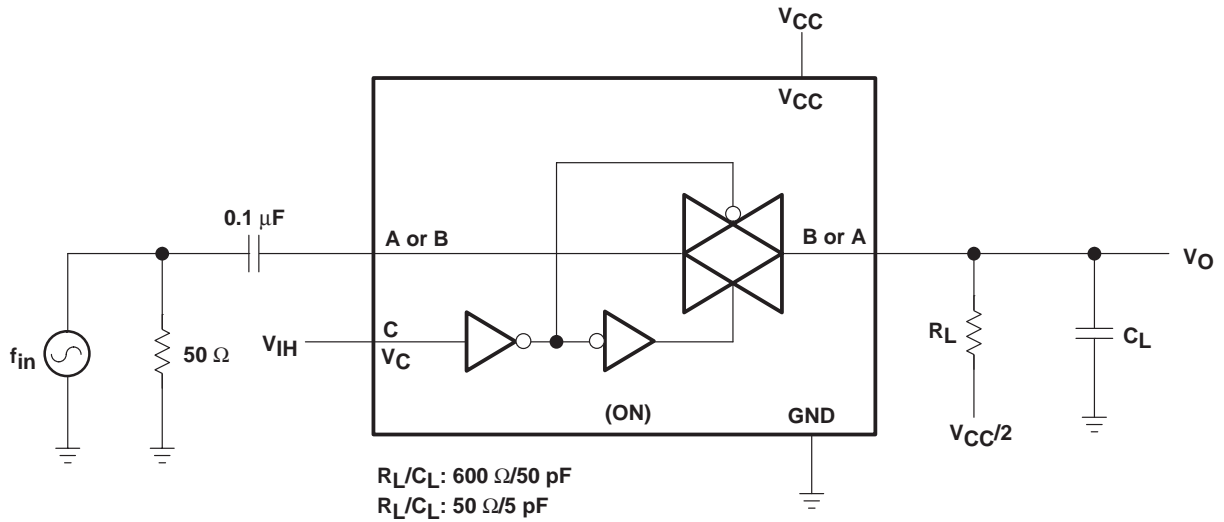 VCC
VCC
0.1 μF
A or B
B or A
VO
fin
50 Ω
VIH
C
VC
RL
CL
(ON)
GND
VCC/2
RL/CL: 600 Ω/50 pF
RL/CL: 50 Ω/5 pF